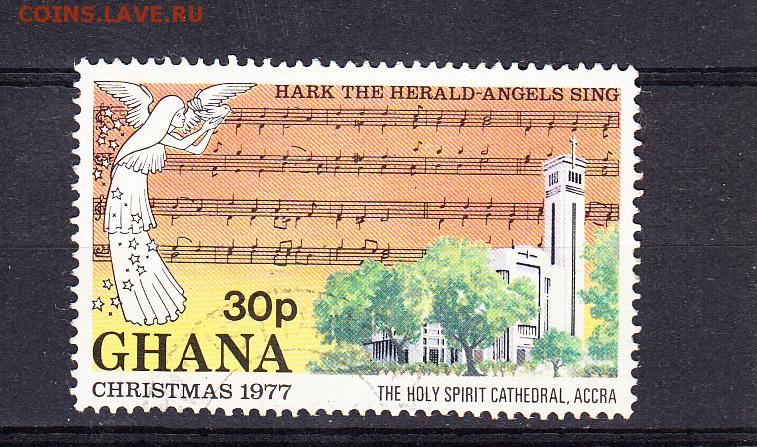 COINS.LAVE.RU
HARK THE HERALD-ANGELS SING
30p
GHANA
CHRISTMAS 1977
THE HOLY SPIRIT CATHEDRAL, ACCRA